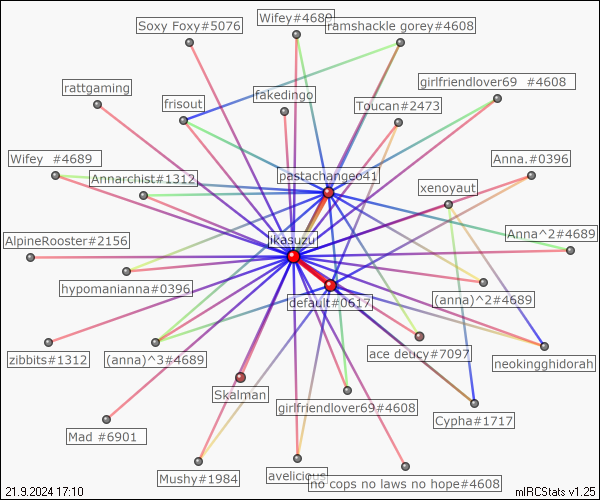 Soxy Foxy#5076
Wifey#4689
ramshackle gorey#4608
rattgaming
frisout
fakedingo
Toucan#2473
girlfriendlover69 #4608
Wifey #4689
Annarchist#1312
pastachangeo41
xenoyaut
Anna.#0396
AlpineRooster#2156
ikasuzu
Anna^2#4689
hypomanianna#0396
default#0617
(anna)^2#4689
zibbits#1312
(anna)^3#4689
ace deucy#7097
neokingghidorah
Skalman
girlfriendlover69#4608
Cypha#1717
Mad #6901
Mushy#1984
avelicious
no cops no laws no hope#4608
21.9.2024 17:10
mIRCStats v1.25